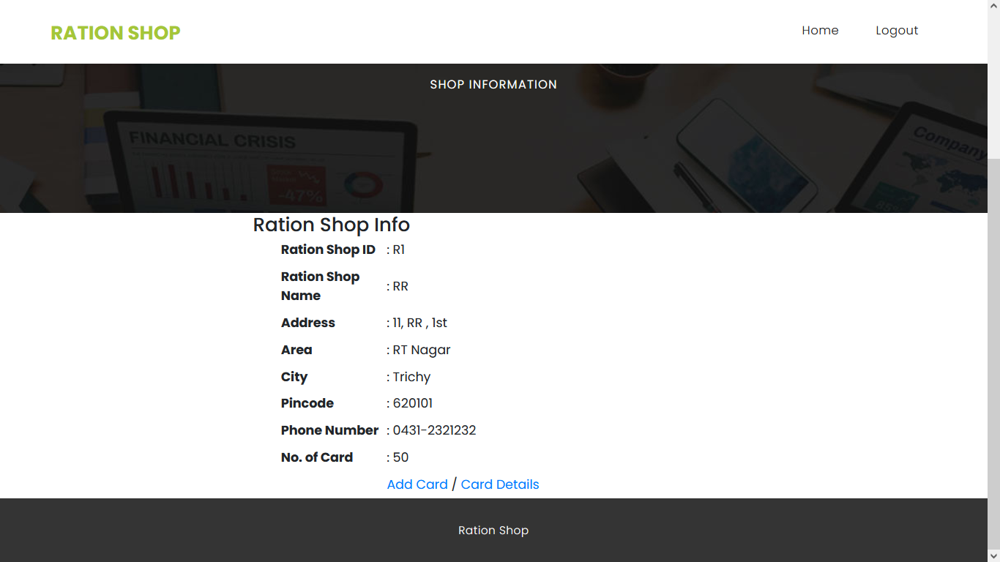 RATION SHOP
Home
Logout
SHOP INFORMATION
FINANCIAL CRISIS
-47%
Company
85%
Ration Shop Info
Ration Shop ID : R1
Ration Shop
Name : RR
Address : 11, RR , 1st
Area : RT Nagar
City : Trichy
Pincode : 620101
Phone Number : 0431-2321232
No. of Card : 50
Add Card / Card Details
Ration Shop